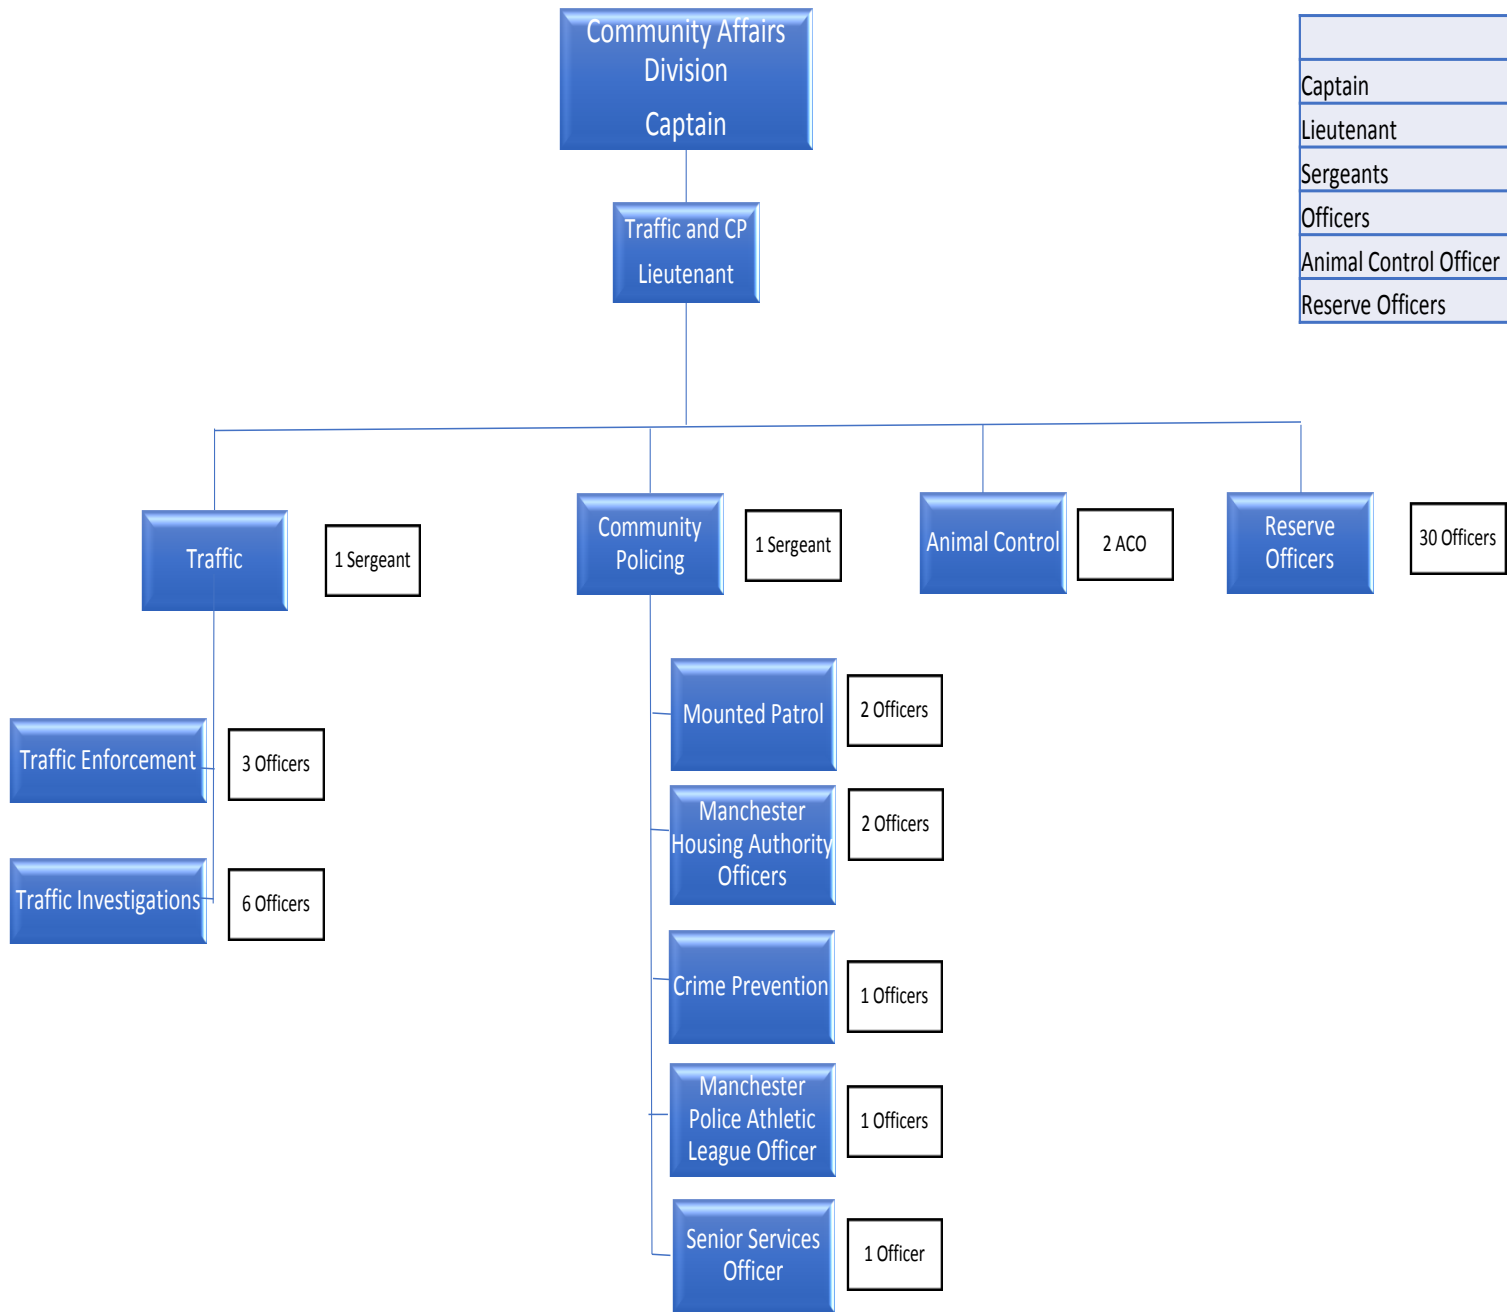 Community Affairs
Division
Captain
Captain
Lieutenant
Sergeants
Officers
Animal Control Officer
Reserve Officers
Traffic and CP
Lieutenant
Traffic
1 Sergeant
Community
Policing
1 Sergeant
Animal Control
2 ACO
Reserve
Officers
30 Officers
Traffic Enforcement
3 Officers
Traffic Investigations
6 Officers
Mounted Patrol
2 Officers
Manchester
Housing Authority
Officers
2 Officers
Crime Prevention
1 Officers
Manchester
Police Athletic
League Officer
1 Officers
Senior Services
Officer
1 Officer